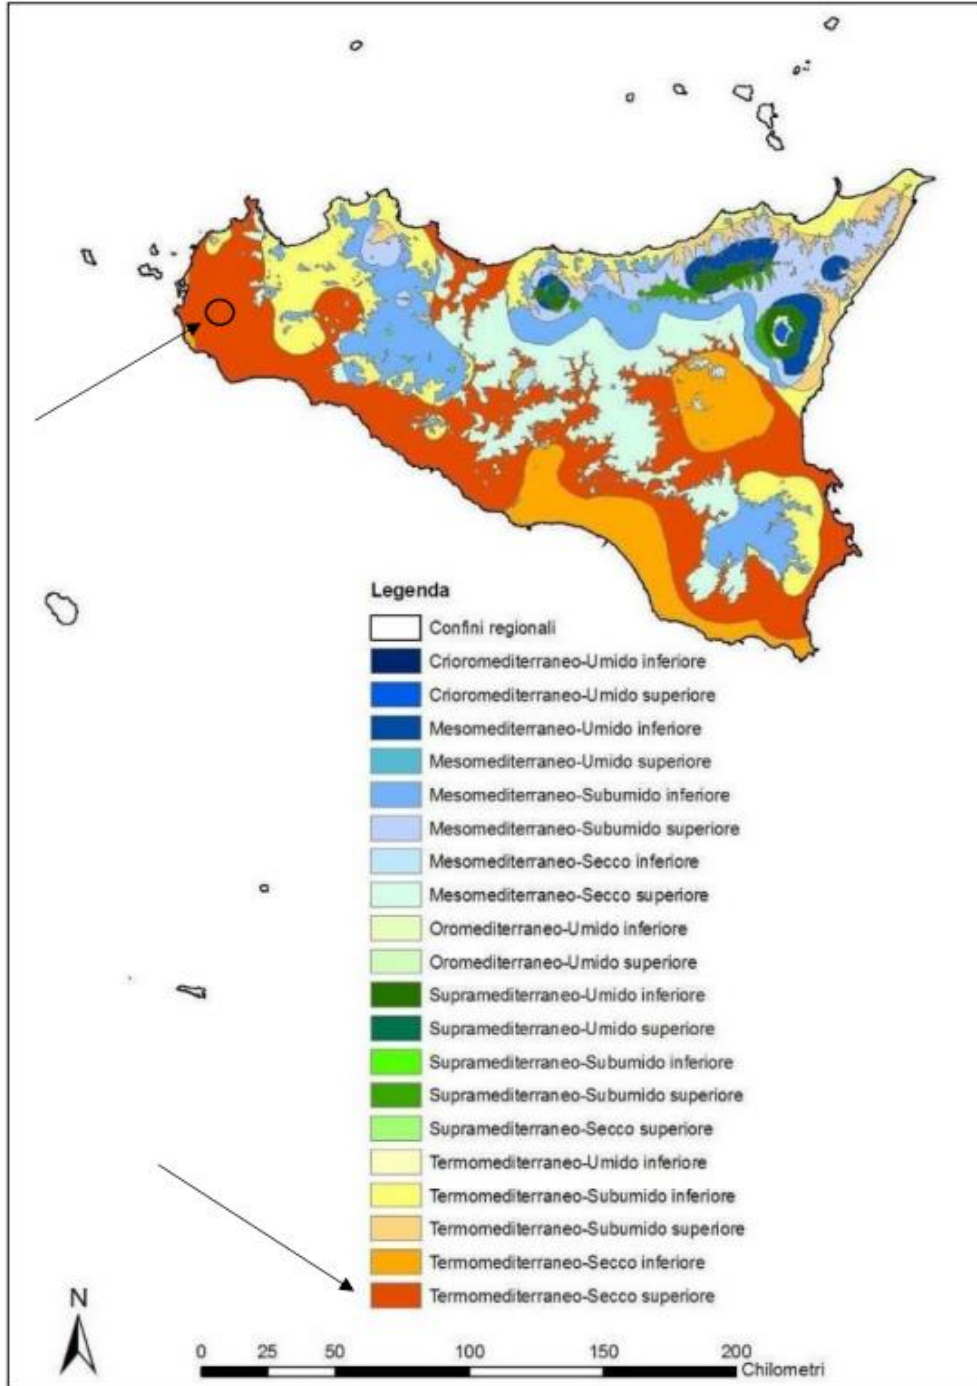 Legenda
Confini regionali
Crioromediterraneo-Umido inferiore
Crioromediterraneo-Umido superiore
Mesomediterraneo-Umido inferiore
Mesomediterraneo-Umido superiore
Mesomediterraneo-Subumido inferiore
Mesomediterraneo-Subumido superiore
Mesomediterraneo-Secco inferiore
Mesomediterraneo-Secco superiore
Oromediterraneo-Umido inferiore
Oromediterraneo-Umido superiore
Supramediterraneo-Umido inferiore
Supramediterraneo-Umido superiore
Supramediterraneo-Subumido inferiore
Supramediterraneo-Subumido superiore
Supramediterraneo-Secco superiore
Termomediterraneo-Umido inferiore
Termomediterraneo-Subumido inferiore
Termomediterraneo-Subumido superiore
Termomediterraneo-Secco inferiore
Termomediterraneo-Secco superiore
N
0 25 50 100 150 200
Chilometri